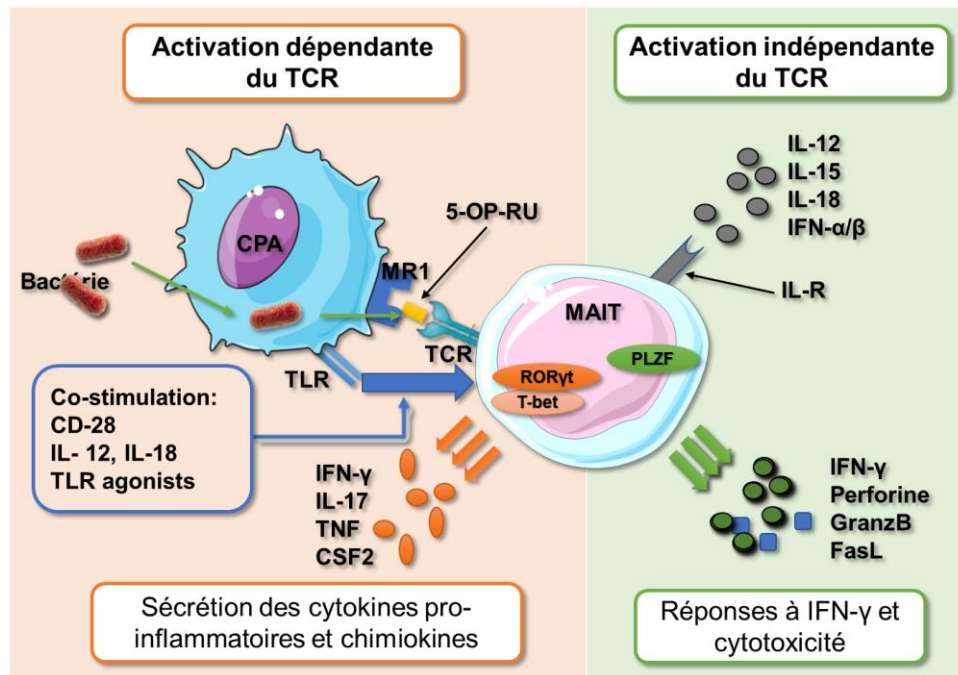 Activation dépendante
du TCR
Activation indépendante
du TCR
CPA
Bactérie
MR1
5-OP-RU
TCR
TLR
Co-stimulation:
CD-28
IL- 12, IL-18
TLR agonists
IFN-γ
IL-17
TNF
CSF2
Sécrétion des cytokines pro-
inflammatoires et chimiokines
MAIT
RORγt
T-bet
PLZF
IL-12
IL-15
IL-18
IFN-α/β
IL-R
IFN-γ
Perforine
GranzB
FasL
Réponses à IFN-γ et
cytotoxicité